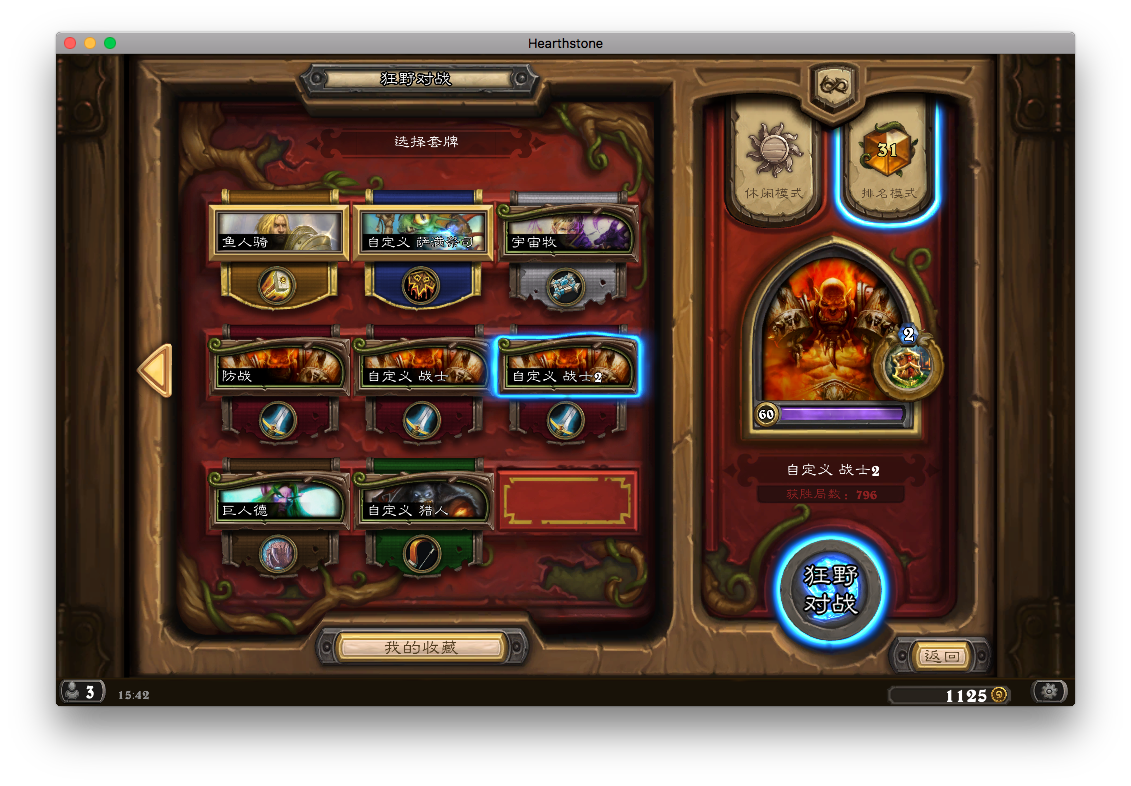 Hearthstone
狂野对战
选择套牌
鱼人骑
自定义 萨满祭司
宇宙牧
防战
自定义 战士
自定义 战士2
巨人德
自定义 猎人
我的收藏
31
休闲模式
排名模式
2
60
自定义 战士2
获胜局数：796
狂野
对战
返回
3
15:42
1125